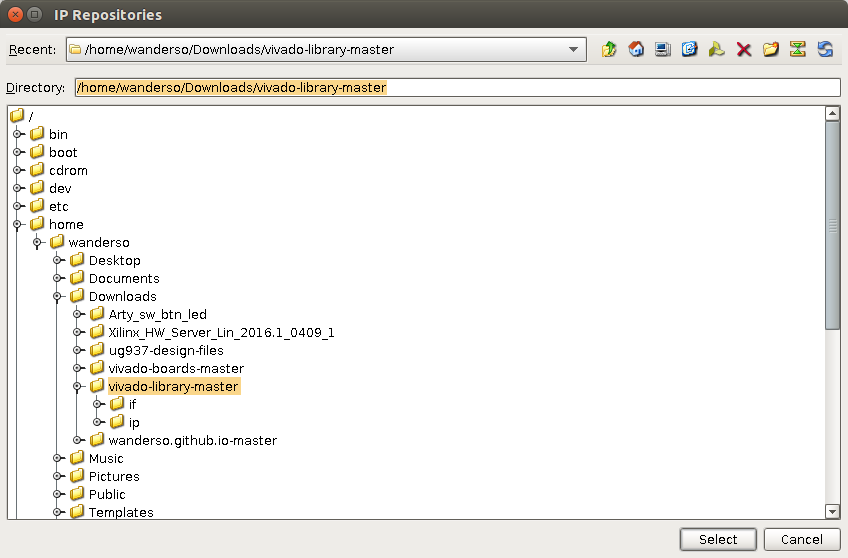 IP Repositories
Recent: /home/wanderso/Downloads/vivado-library-master
Directory: /home/wanderso/Downloads/vivado-library-master
/
bin
boot
cdrom
dev
etc
home
wanderso
Desktop
Documents
Downloads
Arty_sw_btn_led
Xilinx_HW_Server_Lin_2016.1_0409_1
ug937-design-files
vivado-boards-master
vivado-library-master
if
ip
wanderso.github.io-master
Music
Pictures
Public
Templates
Select Cancel